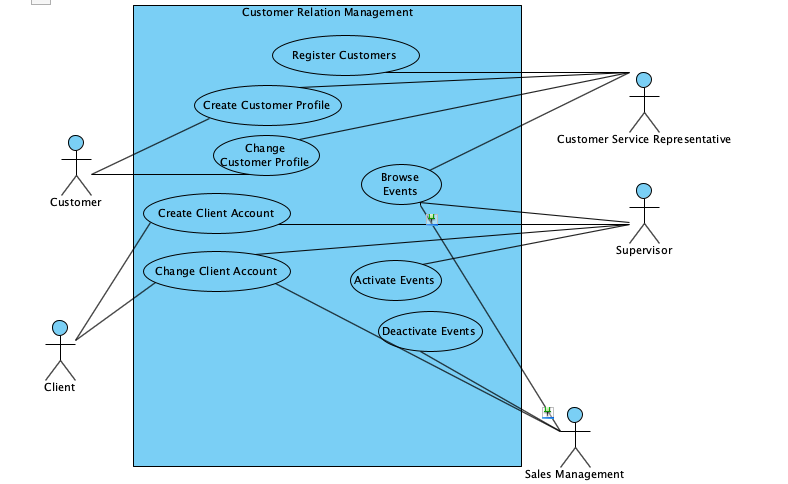 Customer Relation Management
Register Customers
Create Customer Profile
Customer Service Representative
Change
Customer Profile
Browse
Events
Customer
Create Client Account
Supervisor
Change Client Account
Activate Events
Deactivate Events
Client
Sales Management